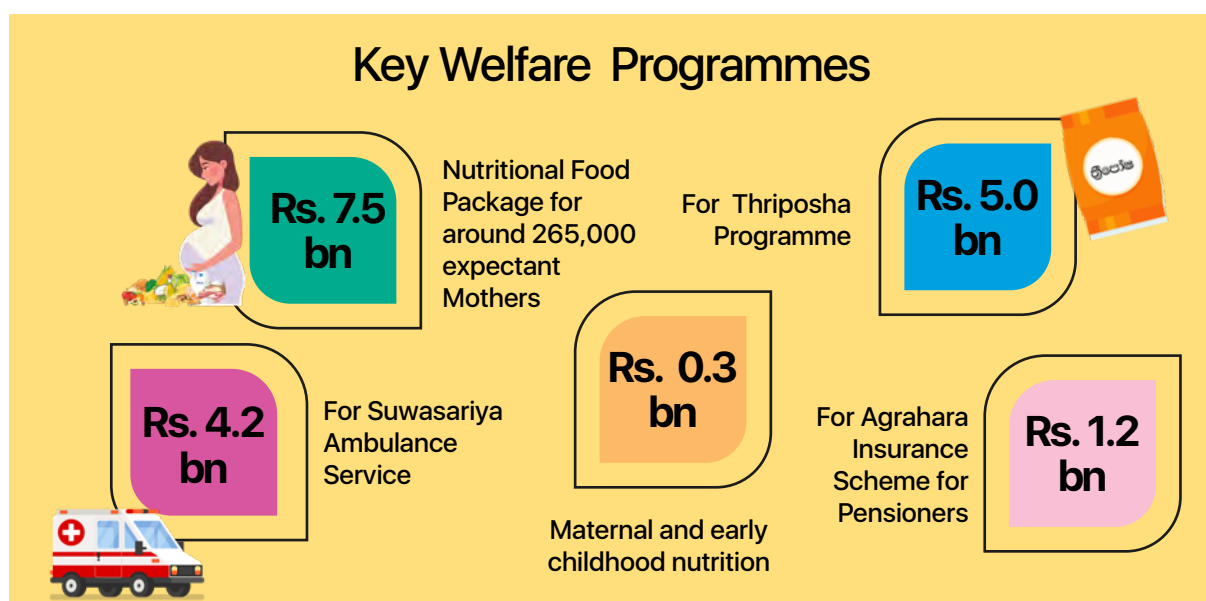 Key Welfare Programmes
Rs. 7.5
bn
Nutritional Food
Package for
around 265,000
expectant
Mothers
For Thriposha
Programme
Rs. 5.0
bn
ත්‍රිපෝෂ
Rs. 4.2
bn
For Suwasariya
Ambulance
Service
Rs. 0.3
bn
Maternal and early
childhood nutrition
For Agrahara
Insurance
Scheme for
Pensioners
Rs. 1.2
bn